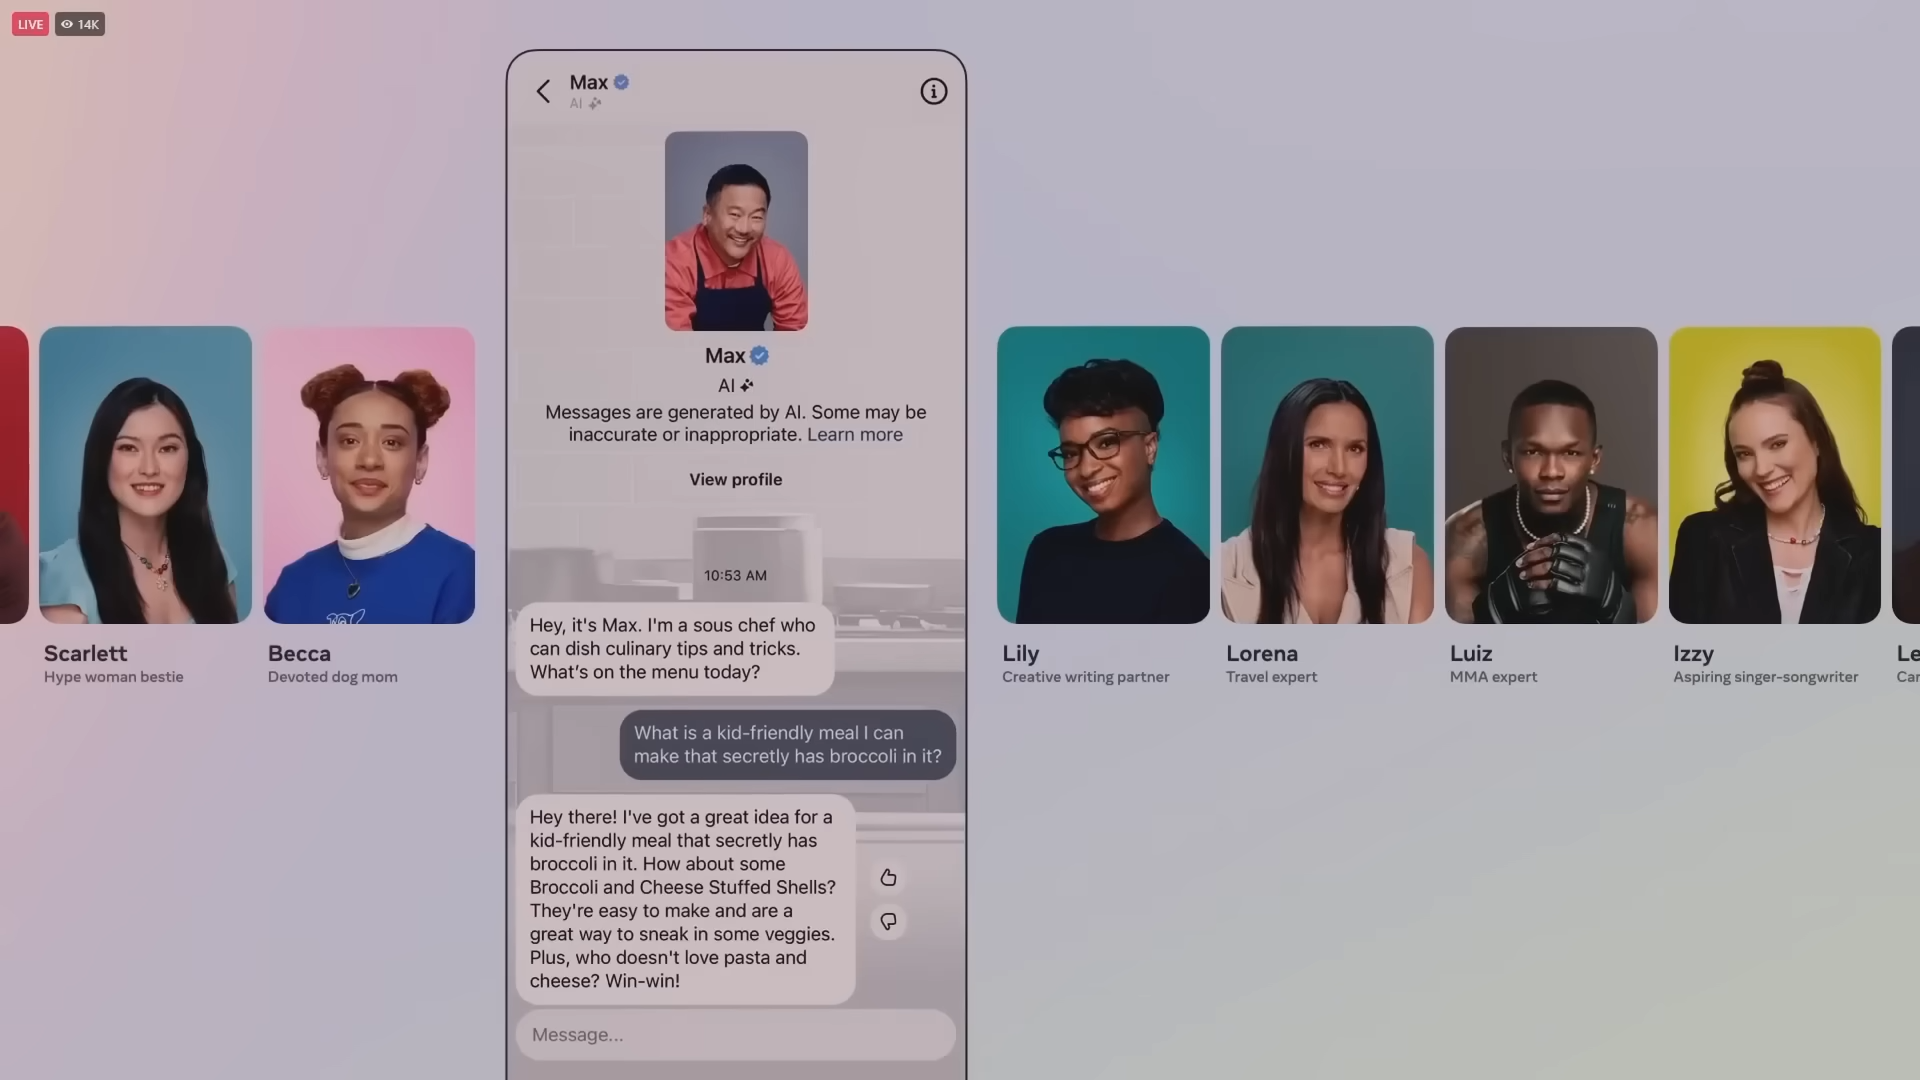 LIVE
14K
Max
AI
Max
AI
Messages are generated by AI. Some may be
inaccurate or inappropriate. Learn more
View profile
10:53 AM
Hey, it's Max. I'm a sous chef who
can dish culinary tips and tricks.
What's on the menu today?
What is a kid-friendly meal I can
make that secretly has broccoli in it?
Hey there! I've got a great idea for a
kid-friendly meal that secretly has
broccoli in it. How about some
Broccoli and Cheese Stuffed Shells?
They're easy to make and are a
great way to sneak in some veggies.
Plus, who doesn't love pasta and
cheese? Win-win!
Message...
Scarlett
Hype woman bestie
Becca
Devoted dog mom
Lily
Creative writing partner
Lorena
Travel expert
Luiz
MMA expert
Izzy
Aspiring singer-songwriter
Le
Car